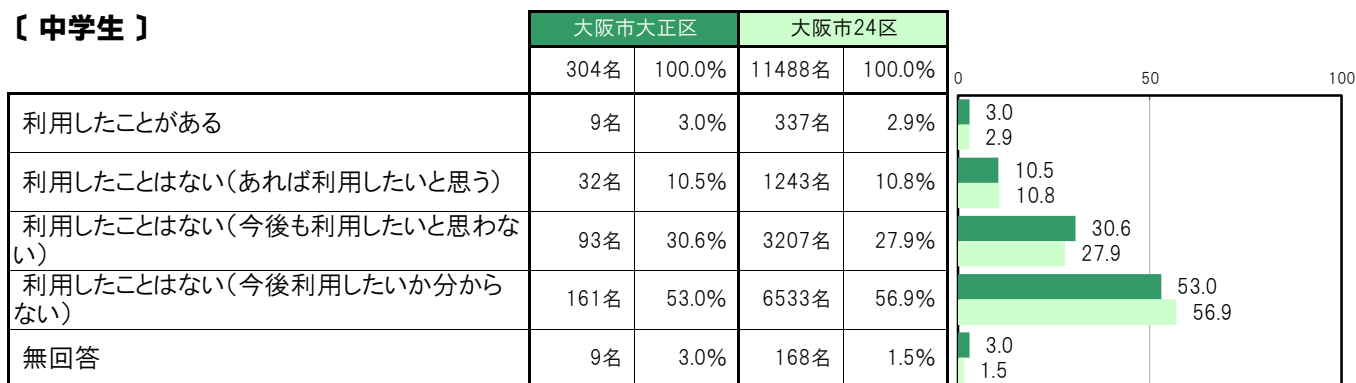 〔 中学生 〕
大阪市大正区 大阪市24区
304名 100.0% 11488名 100.0%
0 50 100
利用したことがある 9名 3.0% 337名 2.9%
3.0
2.9
利用したことはない(あれば利用したいと思う) 32名 10.5% 1243名 10.8%
10.5
10.8
利用したことはない(今後も利用したいと思わな
い) 93名 30.6% 3207名 27.9%
30.6
27.9
利用したことはない(今後利用したいか分から
ない) 161名 53.0% 6533名 56.9%
53.0
56.9
無回答 9名 3.0% 168名 1.5%
3.0
1.5